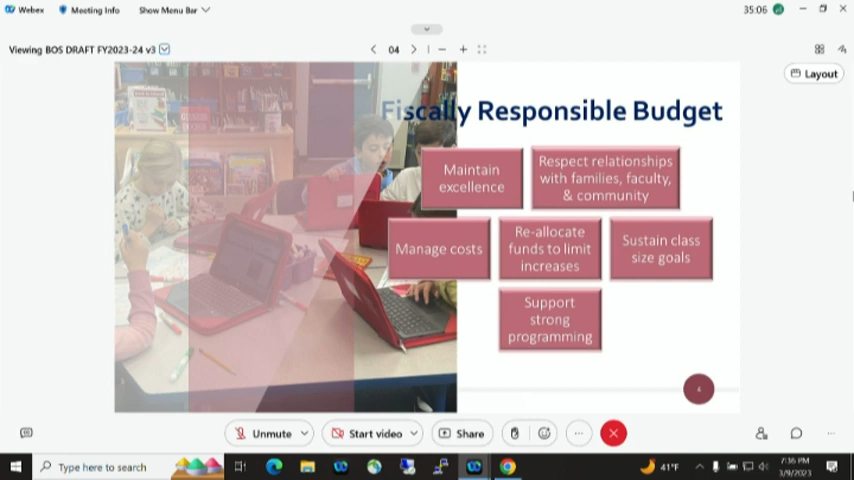 Webex
Meeting Info
Show Menu Bar
35:06
Viewing BOS DRAFT FY2023-24 v3
04
Layout
Fiscally Responsible Budget
Maintain
excellence
Respect relationships
with families, faculty,
& community
Manage costs
Re-allocate
funds to limit
increases
Sustain class
size goals
Support
strong
programming
4
Unmute
Start video
Share
Type here to search
41°F
7:36 PM
3/9/2023